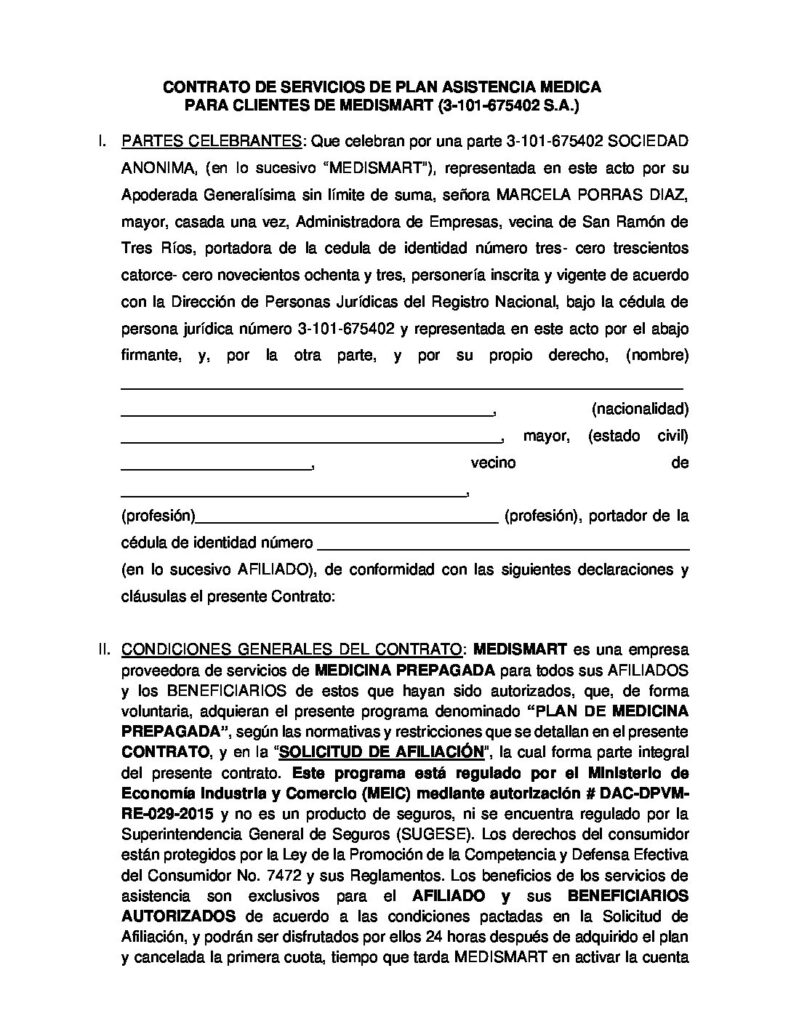 CONTRATO DE SERVICIOS DE PLAN ASISTENCIA MEDICA
PARA CLIENTES DE MEDISMART (3-101-675402 S.A.)
I. PARTES CELEBRANTES: Que celebran por una parte 3-101-675402 SOCIEDAD
ANONIMA, (en lo sucesivo “MEDISMART”), representada en este acto por su
Apoderada Generalísima sin límite de suma, señora MARCELA PORRAS DIAZ,
mayor, casada una vez, Administradora de Empresas, vecina de San Ramón de
Tres Ríos, portadora de la cedula de identidad número tres- cero trescientos
catorce- cero novecientos ochenta y tres, personería inscrita y vigente de acuerdo
con la Dirección de Personas Jurídicas del Registro Nacional, bajo la cédula de
persona jurídica número 3-101-675402 y representada en este acto por el abajo
firmante, y, por la otra parte, y por su propio derecho, (nombre)
____________________
____________________, (nacionalidad)
____________________, mayor, (estado civil)
____________________, vecino de
____________________,
(profesión)____________________ (profesión), portador de la
cédula de identidad número ____________________
(en lo sucesivo AFILIADO), de conformidad con las siguientes declaraciones y
cláusulas el presente Contrato:
II. CONDICIONES GENERALES DEL CONTRATO: MEDISMART es una empresa
proveedora de servicios de MEDICINA PREPAGADA para todos sus AFILIADOS
y los BENEFICIARIOS de estos que hayan sido autorizados, que, de forma
voluntaria, adquieran el presente programa denominado “PLAN DE MEDICINA
PREPAGADA”, según las normativas y restricciones que se detallan en el presente
CONTRATO, y en la “SOLICITUD DE AFILIACIÓN”, la cual forma parte integral
del presente contrato. Este programa está regulado por el Ministerio de
Economía Industria y Comercio (MEIC) mediante autorización # DAC-DPVM-
RE-029-2015 y no es un producto de seguros, ni se encuentra regulado por la
Superintendencia General de Seguros (SUGESE). Los derechos del consumidor
están protegidos por la Ley de la Promoción de la Competencia y Defensa Efectiva
del Consumidor No. 7472 y sus Reglamentos. Los beneficios de los servicios de
asistencia son exclusivos para el AFILIADO y sus BENEFICIARIOS
AUTORIZADOS de acuerdo a las condiciones pactadas en la Solicitud de
Afiliación, y podrán ser disfrutados por ellos 24 horas después de adquirido el plan
y cancelada la primera cuota, tiempo que tarda MEDISMART en activar la cuenta